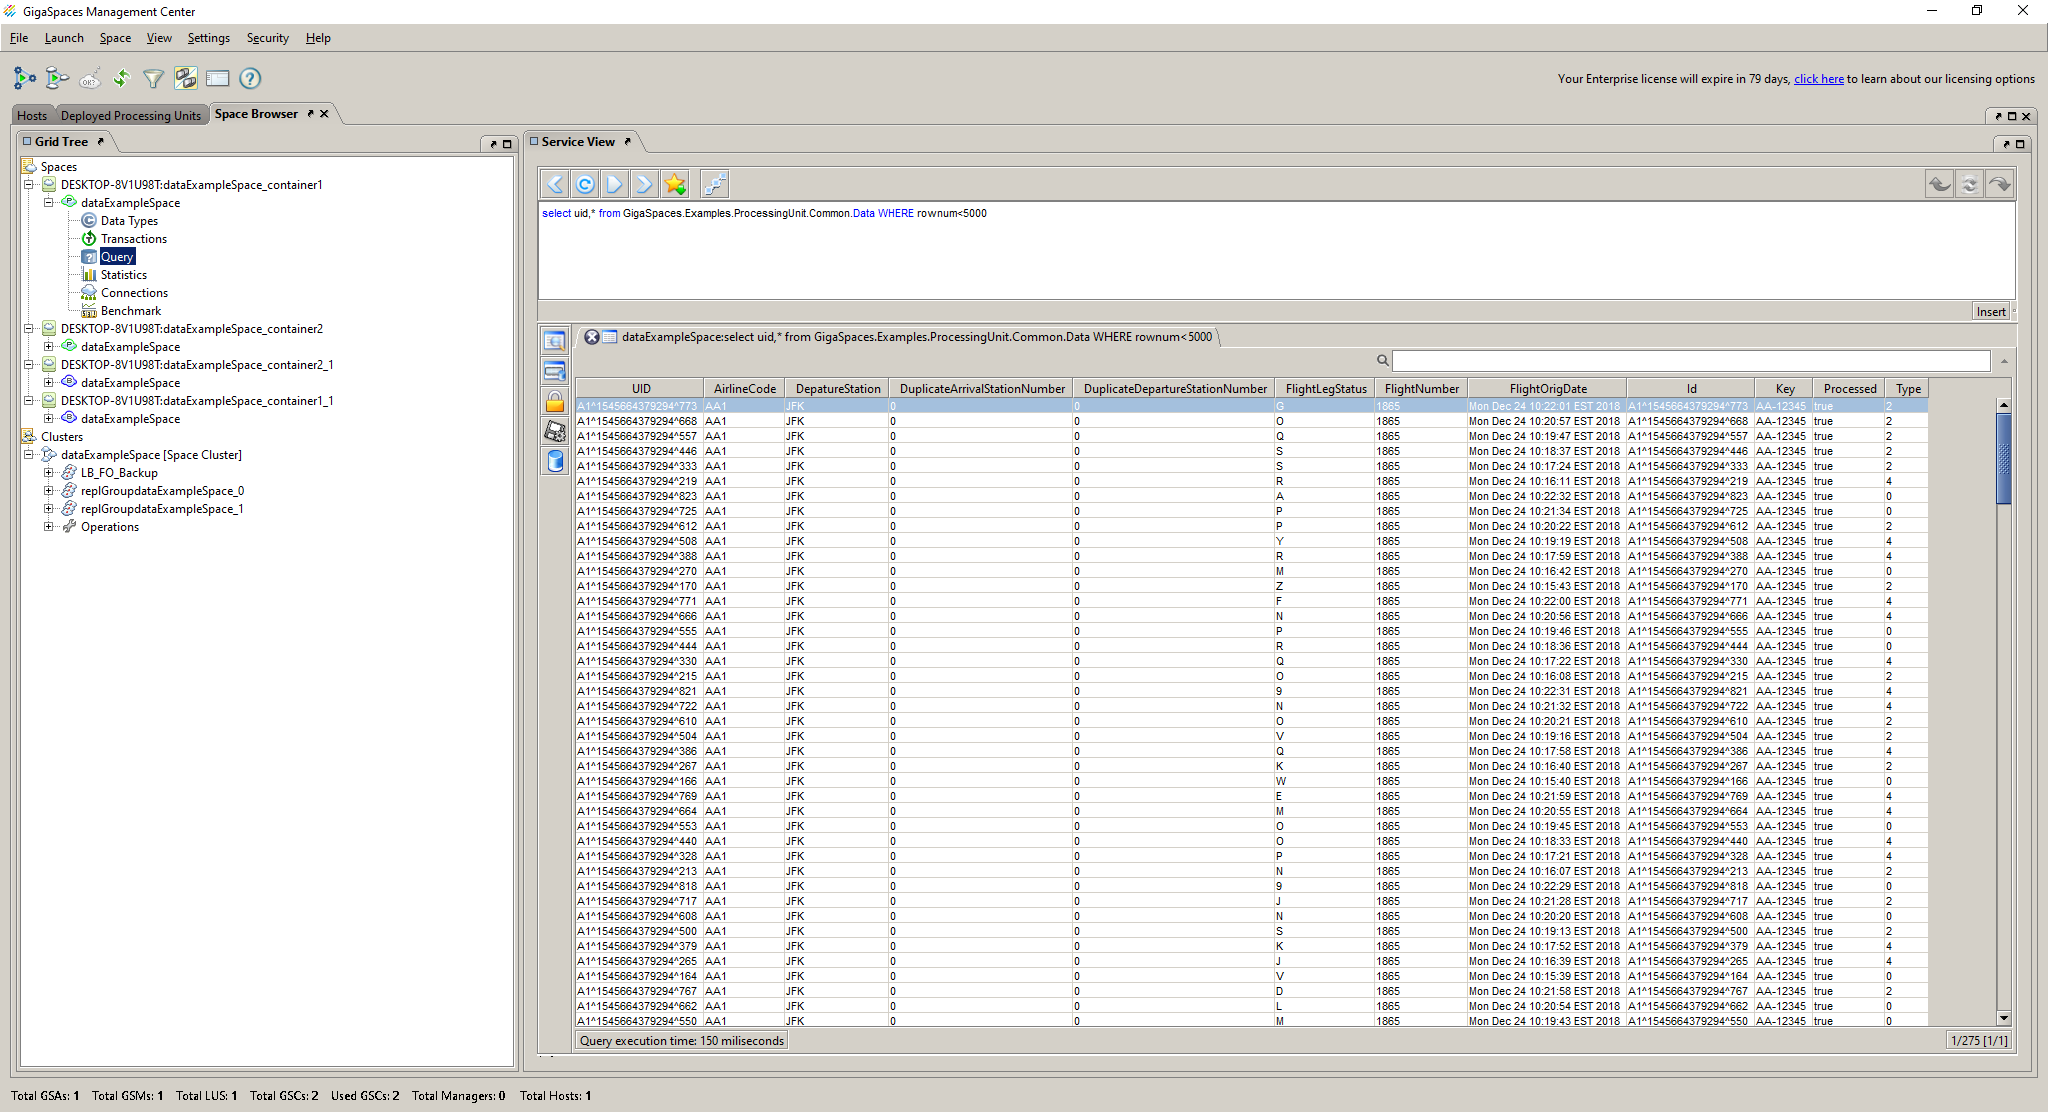 GigaSpaces Management Center
File Launch Space View Settings Security Help
OK?
Your Enterprise license will expire in 79 days, click here to learn about our licensing options
Hosts Deployed Processing Units Space Browser
Grid Tree
Service View
Spaces
DESKTOP-8V1U98T:dataExampleSpace_container1
dataExampleSpace
Data Types
Transactions
Query
Statistics
Connections
Benchmark
DESKTOP-8V1U98T:dataExampleSpace_container2
dataExampleSpace
DESKTOP-8V1U98T:dataExampleSpace_container2_1
dataExampleSpace
DESKTOP-8V1U98T:dataExampleSpace_container1_1
dataExampleSpace
Clusters
dataExampleSpace [Space Cluster]
LB_FO_Backup
replGroupdataExampleSpace_0
replGroupdataExampleSpace_1
Operations
select uid,* from GigaSpaces.Examples.ProcessingUnit.Common.Data WHERE rownum<5000
Insert
dataExampleSpace:select uid,* from GigaSpaces.Examples.ProcessingUnit.Common.Data WHERE rownum<5000
UID AirlineCode DepatureStation DuplicateArrivalStationNumber DuplicateDepartureStationNumber FlightLegStatus FlightNumber FlightOrigDate Id Key Processed Type
A1^1545664379294^773 AA1 JFK 0 0 G 1865 Mon Dec 24 10:22:01 EST 2018 A1^1545664379294^773 AA-12345 true 2
A1^1545664379294^668 AA1 JFK 0 0 O 1865 Mon Dec 24 10:20:57 EST 2018 A1^1545664379294^668 AA-12345 true 2
A1^1545664379294^557 AA1 JFK 0 0 Q 1865 Mon Dec 24 10:19:47 EST 2018 A1^1545664379294^557 AA-12345 true 2
A1^1545664379294^446 AA1 JFK 0 0 S 1865 Mon Dec 24 10:18:37 EST 2018 A1^1545664379294^446 AA-12345 true 2
A1^1545664379294^333 AA1 JFK 0 0 S 1865 Mon Dec 24 10:17:24 EST 2018 A1^1545664379294^333 AA-12345 true 2
A1^1545664379294^219 AA1 JFK 0 0 R 1865 Mon Dec 24 10:16:11 EST 2018 A1^1545664379294^219 AA-12345 true 4
A1^1545664379294^823 AA1 JFK 0 0 A 1865 Mon Dec 24 10:22:32 EST 2018 A1^1545664379294^823 AA-12345 true 0
A1^1545664379294^725 AA1 JFK 0 0 P 1865 Mon Dec 24 10:21:34 EST 2018 A1^1545664379294^725 AA-12345 true 0
A1^1545664379294^612 AA1 JFK 0 0 P 1865 Mon Dec 24 10:20:22 EST 2018 A1^1545664379294^612 AA-12345 true 2
A1^1545664379294^508 AA1 JFK 0 0 Y 1865 Mon Dec 24 10:19:19 EST 2018 A1^1545664379294^508 AA-12345 true 4
A1^1545664379294^388 AA1 JFK 0 0 R 1865 Mon Dec 24 10:17:59 EST 2018 A1^1545664379294^388 AA-12345 true 4
A1^1545664379294^270 AA1 JFK 0 0 M 1865 Mon Dec 24 10:16:42 EST 2018 A1^1545664379294^270 AA-12345 true 0
A1^1545664379294^170 AA1 JFK 0 0 Z 1865 Mon Dec 24 10:15:43 EST 2018 A1^1545664379294^170 AA-12345 true 2
A1^1545664379294^771 AA1 JFK 0 0 F 1865 Mon Dec 24 10:22:00 EST 2018 A1^1545664379294^771 AA-12345 true 4
A1^1545664379294^666 AA1 JFK 0 0 N 1865 Mon Dec 24 10:20:56 EST 2018 A1^1545664379294^666 AA-12345 true 4
A1^1545664379294^555 AA1 JFK 0 0 P 1865 Mon Dec 24 10:19:46 EST 2018 A1^1545664379294^555 AA-12345 true 0
A1^1545664379294^444 AA1 JFK 0 0 R 1865 Mon Dec 24 10:18:36 EST 2018 A1^1545664379294^444 AA-12345 true 0
A1^1545664379294^330 AA1 JFK 0 0 Q 1865 Mon Dec 24 10:17:22 EST 2018 A1^1545664379294^330 AA-12345 true 4
A1^1545664379294^215 AA1 JFK 0 0 O 1865 Mon Dec 24 10:16:08 EST 2018 A1^1545664379294^215 AA-12345 true 2
A1^1545664379294^821 AA1 JFK 0 0 9 1865 Mon Dec 24 10:22:31 EST 2018 A1^1545664379294^821 AA-12345 true 4
A1^1545664379294^722 AA1 JFK 0 0 N 1865 Mon Dec 24 10:21:32 EST 2018 A1^1545664379294^722 AA-12345 true 4
A1^1545664379294^610 AA1 JFK 0 0 O 1865 Mon Dec 24 10:20:21 EST 2018 A1^1545664379294^610 AA-12345 true 2
A1^1545664379294^504 AA1 JFK 0 0 V 1865 Mon Dec 24 10:19:16 EST 2018 A1^1545664379294^504 AA-12345 true 2
A1^1545664379294^386 AA1 JFK 0 0 Q 1865 Mon Dec 24 10:17:58 EST 2018 A1^1545664379294^386 AA-12345 true 4
A1^1545664379294^267 AA1 JFK 0 0 K 1865 Mon Dec 24 10:16:40 EST 2018 A1^1545664379294^267 AA-12345 true 2
A1^1545664379294^166 AA1 JFK 0 0 W 1865 Mon Dec 24 10:15:40 EST 2018 A1^1545664379294^166 AA-12345 true 0
A1^1545664379294^769 AA1 JFK 0 0 E 1865 Mon Dec 24 10:21:59 EST 2018 A1^1545664379294^769 AA-12345 true 4
A1^1545664379294^664 AA1 JFK 0 0 M 1865 Mon Dec 24 10:20:55 EST 2018 A1^1545664379294^664 AA-12345 true 4
A1^1545664379294^553 AA1 JFK 0 0 O 1865 Mon Dec 24 10:19:45 EST 2018 A1^1545664379294^553 AA-12345 true 0
A1^1545664379294^440 AA1 JFK 0 0 O 1865 Mon Dec 24 10:18:33 EST 2018 A1^1545664379294^440 AA-12345 true 4
A1^1545664379294^328 AA1 JFK 0 0 P 1865 Mon Dec 24 10:17:21 EST 2018 A1^1545664379294^328 AA-12345 true 4
A1^1545664379294^213 AA1 JFK 0 0 N 1865 Mon Dec 24 10:16:07 EST 2018 A1^1545664379294^213 AA-12345 true 2
A1^1545664379294^818 AA1 JFK 0 0 9 1865 Mon Dec 24 10:22:29 EST 2018 A1^1545664379294^818 AA-12345 true 0
A1^1545664379294^717 AA1 JFK 0 0 J 1865 Mon Dec 24 10:21:28 EST 2018 A1^1545664379294^717 AA-12345 true 2
A1^1545664379294^608 AA1 JFK 0 0 N 1865 Mon Dec 24 10:20:20 EST 2018 A1^1545664379294^608 AA-12345 true 0
A1^1545664379294^500 AA1 JFK 0 0 S 1865 Mon Dec 24 10:19:13 EST 2018 A1^1545664379294^500 AA-12345 true 2
A1^1545664379294^379 AA1 JFK 0 0 K 1865 Mon Dec 24 10:17:52 EST 2018 A1^1545664379294^379 AA-12345 true 4
A1^1545664379294^265 AA1 JFK 0 0 J 1865 Mon Dec 24 10:16:39 EST 2018 A1^1545664379294^265 AA-12345 true 4
A1^1545664379294^164 AA1 JFK 0 0 V 1865 Mon Dec 24 10:15:39 EST 2018 A1^1545664379294^164 AA-12345 true 0
A1^1545664379294^767 AA1 JFK 0 0 D 1865 Mon Dec 24 10:21:58 EST 2018 A1^1545664379294^767 AA-12345 true 2
A1^1545664379294^662 AA1 JFK 0 0 L 1865 Mon Dec 24 10:20:54 EST 2018 A1^1545664379294^662 AA-12345 true 0
A1^1545664379294^550 AA1 JFK 0 0 M 1865 Mon Dec 24 10:19:43 EST 2018 A1^1545664379294^550 AA-12345 true 0
Query execution time: 150 miliseconds
1/275 [1/1]
Total GSAs: 1 Total GSMs: 1 Total LUS: 1 Total GSCs: 2 Used GSCs: 2 Total Managers: 0 Total Hosts: 1